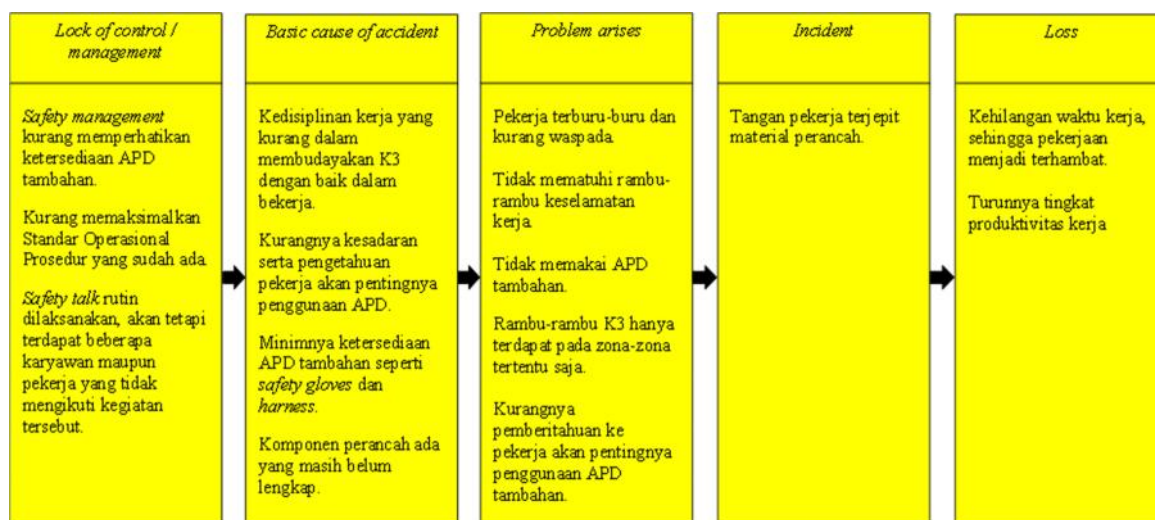 Lock of control /
management
Safety management
kurang memperhatikan
ketersediaan APD
tambahan.
Kurang memaksimalkan
Standar Operasional
Prosedur yang sudah ada
Safety talk rutin
dilaksanakan, akan tetapi
terdapat beberapa
karyawan maupun
pekerja yang tidak
mengikuti kegiatan
tersebut.
Basic cause of accident
Kedisiplinan kerja yang
kurang dalam
membudayakan K3
dengan baik dalam
bekerja.
Kurangnya kesadaran
serta pengetahuan
pekerja akan pentingnya
penggunaan APD.
Minimnya ketersediaan
APD tambahan seperti
safety gloves dan
harness.
Komponen perancah ada
yang masih belum
lengkap.
Problem arises
Pekerja terburu-buru dan
kurang waspada
Tidak mematuhi rambu-
rambu keselamatan
kerja
Tidak memakai APD
tambahan.
Rambu-rambu K3 hanya
terdapat pada zona-zona
tertentu saja.
Kurangnya
pemberitahuan ke
pekerja akan pentingnya
penggunaan APD
tambahan.
Incident
Tangan pekerja terjepit
material perancah.
Loss
Kehilangan waktu kerja,
sehingga pekerjaan
menjadi terhambat.
Turunnya tingkat
produktivitas kerja